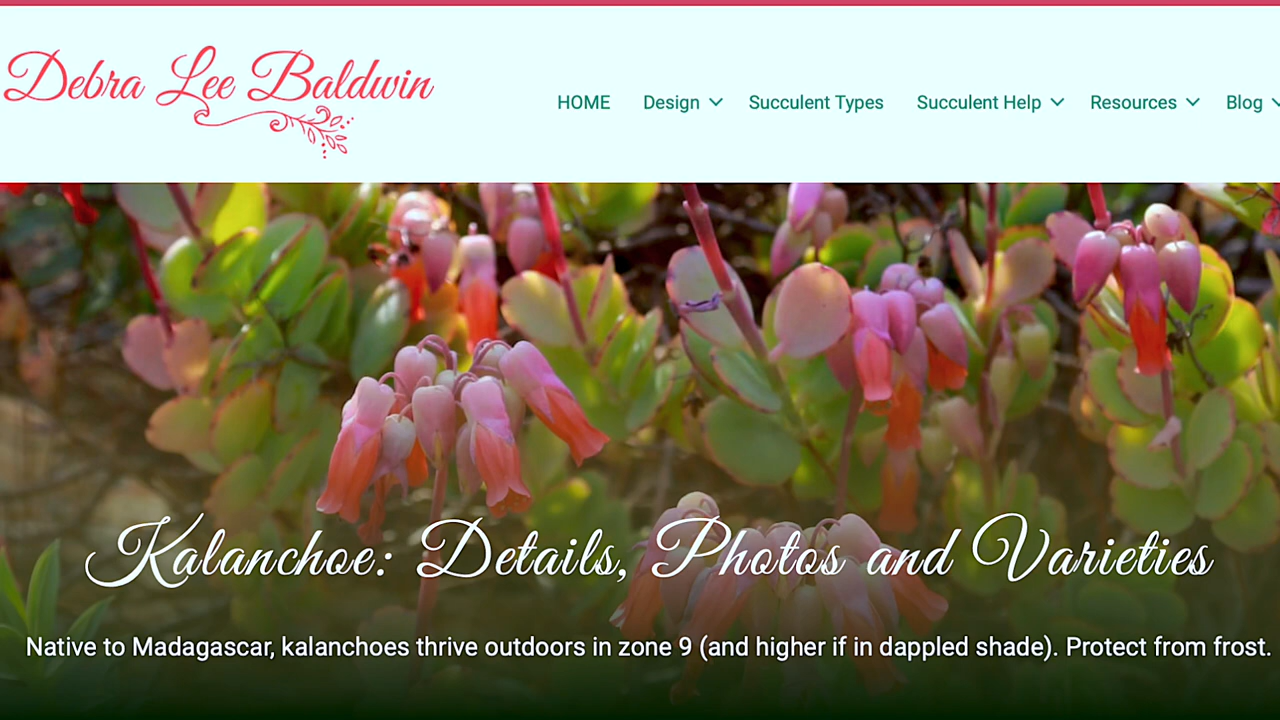 Debra Lee Baldwin
HOME Design Succulent Types Succulent Help Resources Blog
Kalanchoe: Details, Photos and Varieties
Native to Madagascar, kalanchoes thrive outdoors in zone 9 (and higher if in dappled shade). Protect from frost.